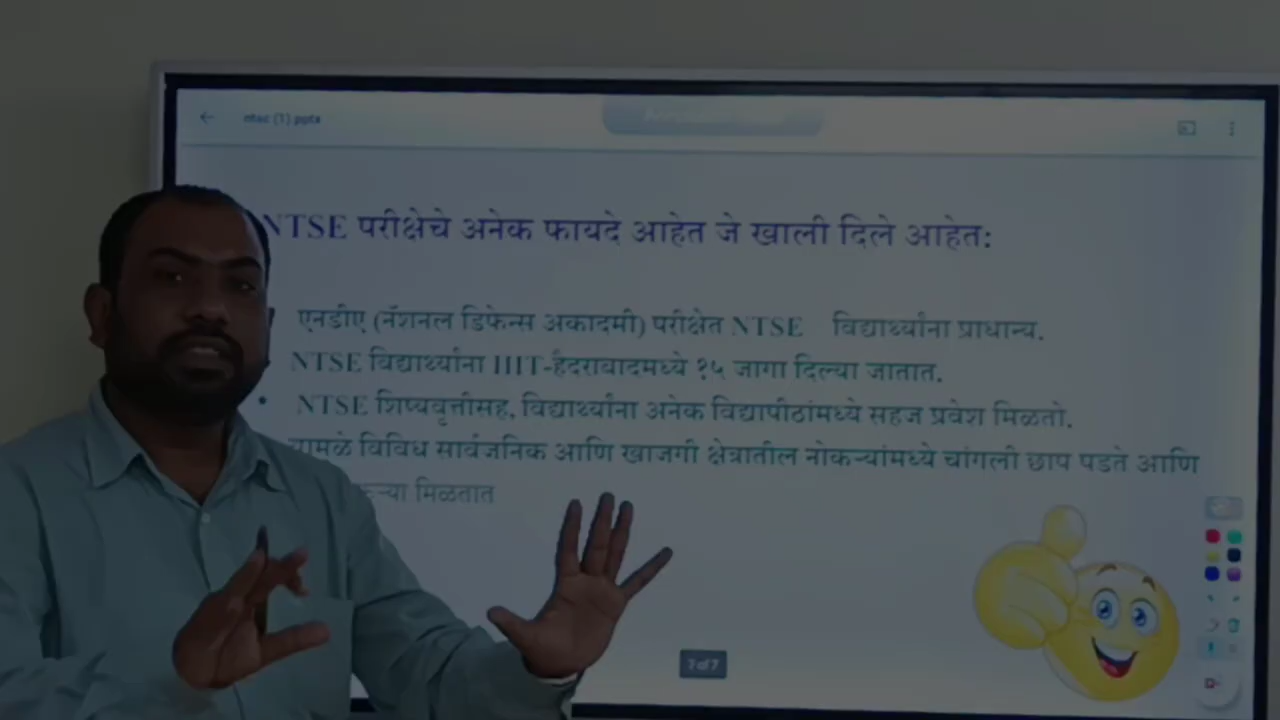 ntse (1).pptx
NTSE परीक्षेचे अनेक फायदे आहेत जे खाली दिले आहेत:
एनडीए (नॅशनल डिफेन्स अकादमी) परीक्षेत NTSE विद्यार्थ्यांना प्राधान्य.
NTSE विद्यार्थ्यांना IIIT-हैदराबादमध्ये १५ जागा दिल्या जातात.
• NTSE शिष्यवृत्तीसह, विद्यार्थ्यांना अनेक विद्यापीठांमध्ये सहज प्रवेश मिळतो.
यामुळे विविध सार्वजनिक आणि खाजगी क्षेत्रातील नोकऱ्यांमध्ये चांगली छाप पडते आणि
मिळतात
7 of 7